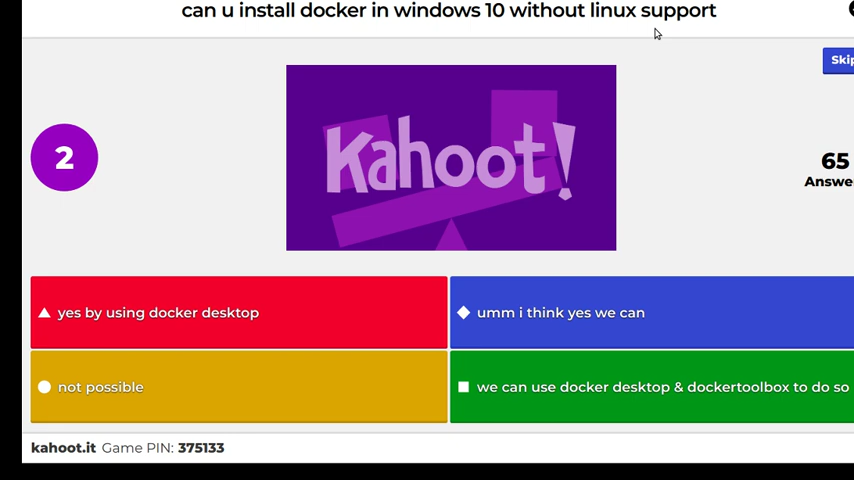 can u install docker in windows 10 without linux support
Skip
2
Kahoot!
65
Answe
yes by using docker desktop
umm i think yes we can
not possible
we can use docker desktop & dockertoolbox to do so
kahoot.it Game PIN: 375133